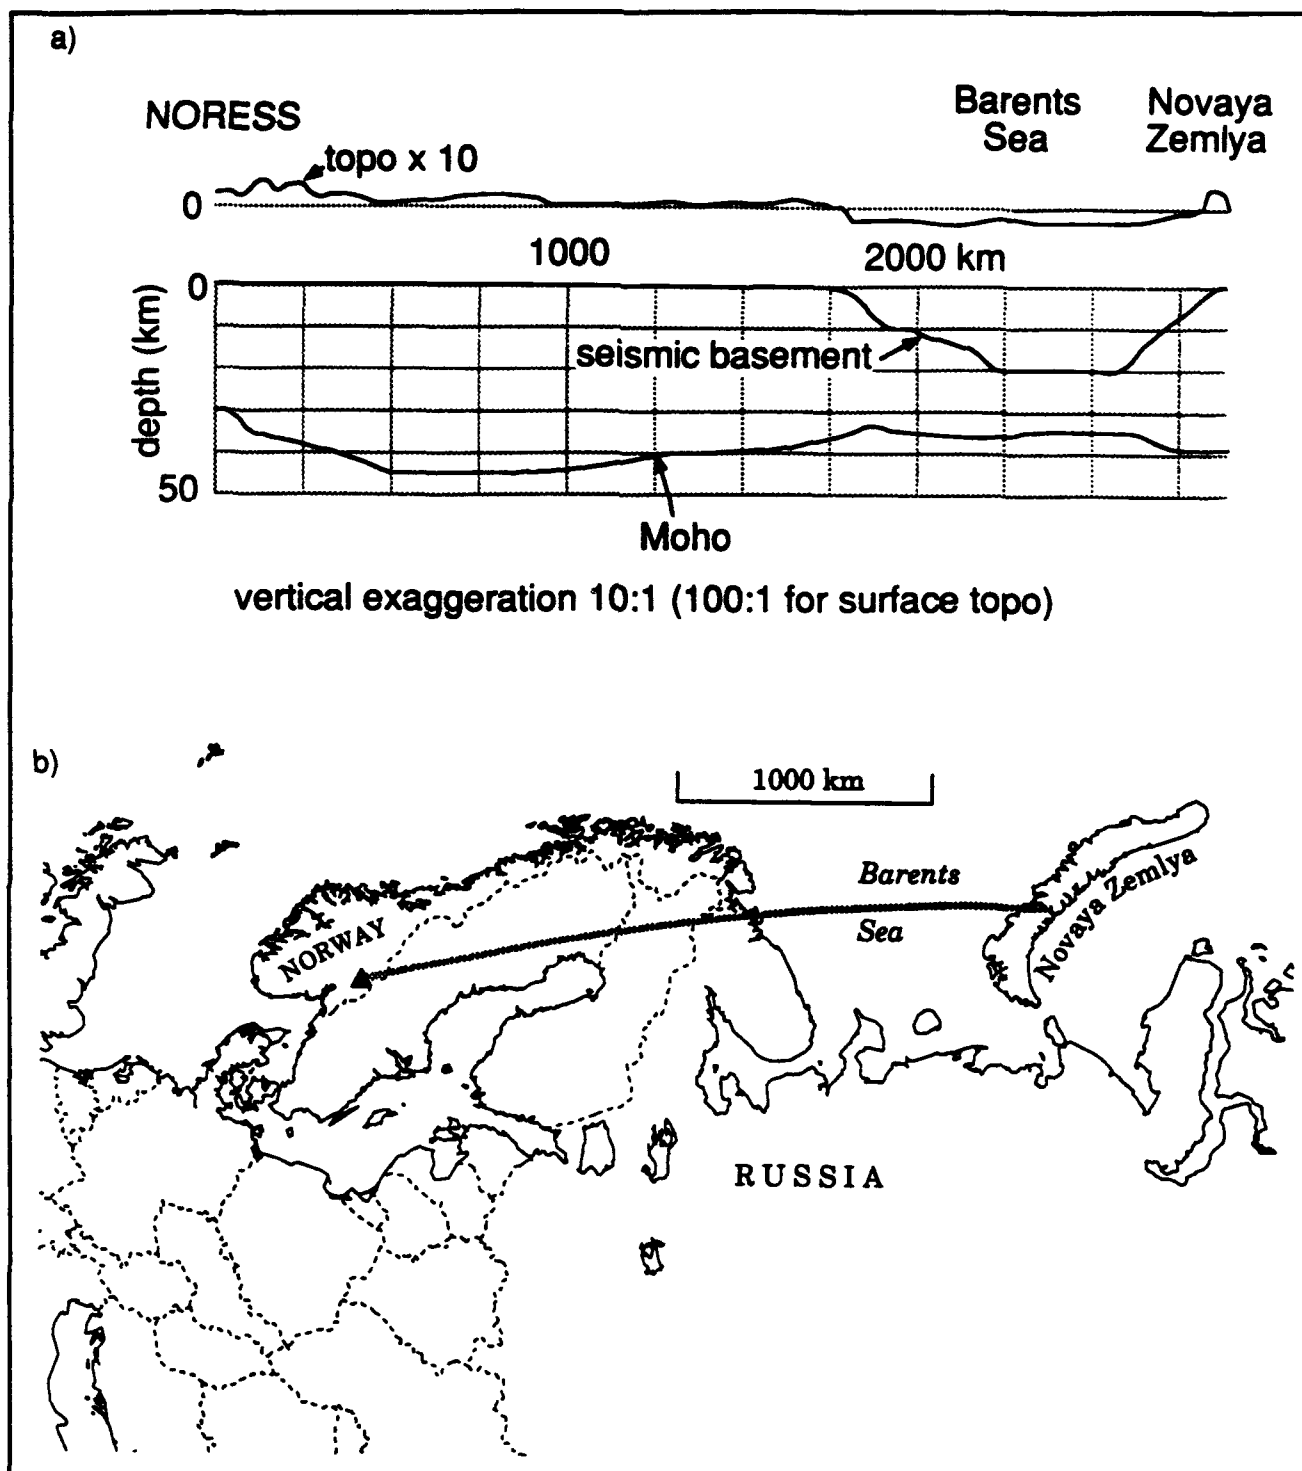 a)
NORESS
Barents
Sea
Novaya
Zemlya
topo x 10
0
1000
2000 km
0
depth (km)
seismic basement
50
Moho
vertical exaggeration 10:1 (100:1 for surface topo)
b)
1000 km
Barents
Sea
NORWAY
Novaya Zemlya
RUSSIA